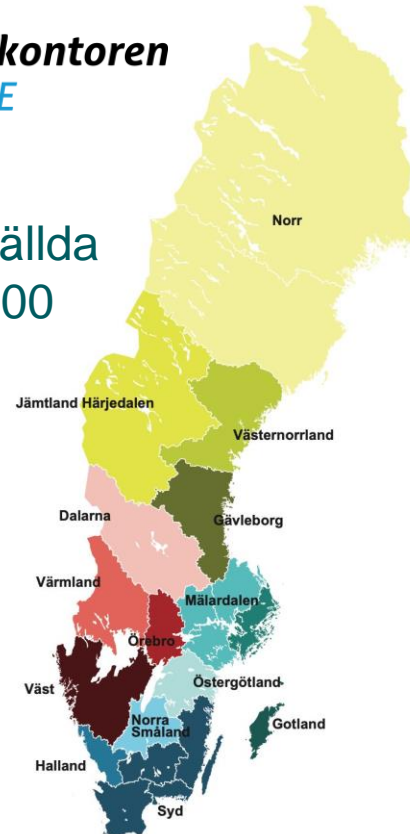 kontoren
E
ällda
00
Norr
Jämtland Härjedalen
Västernorrland
Dalarna
Gävleborg
Värmland
Mälardalen
Örebro
Väst
Östergötland
Norra
Småland
Gotland
Halland
Syd